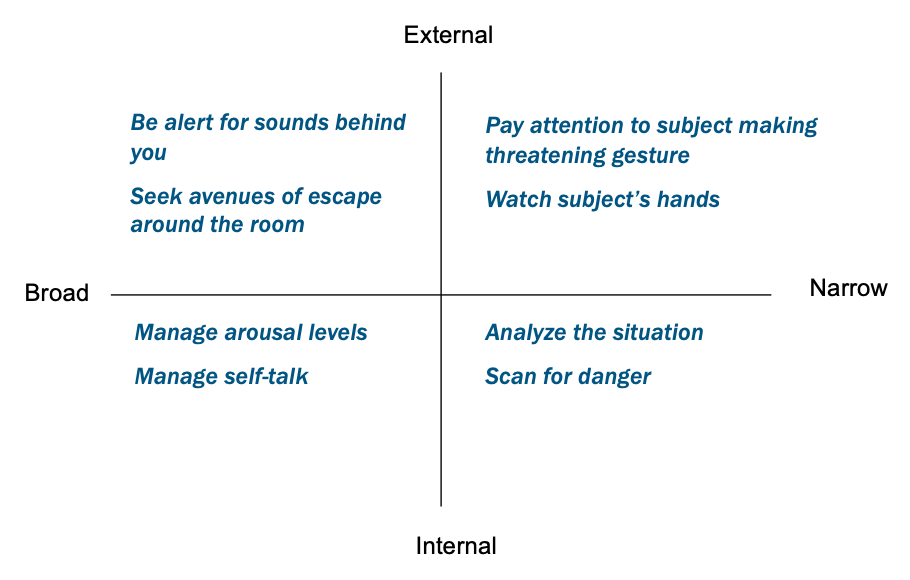 External
Be alert for sounds behind
you
Seek avenues of escape
around the room
Pay attention to subject making
threatening gesture
Watch subject's hands
Broad
Narrow
Manage arousal levels
Manage self-talk
Analyze the situation
Scan for danger
Internal